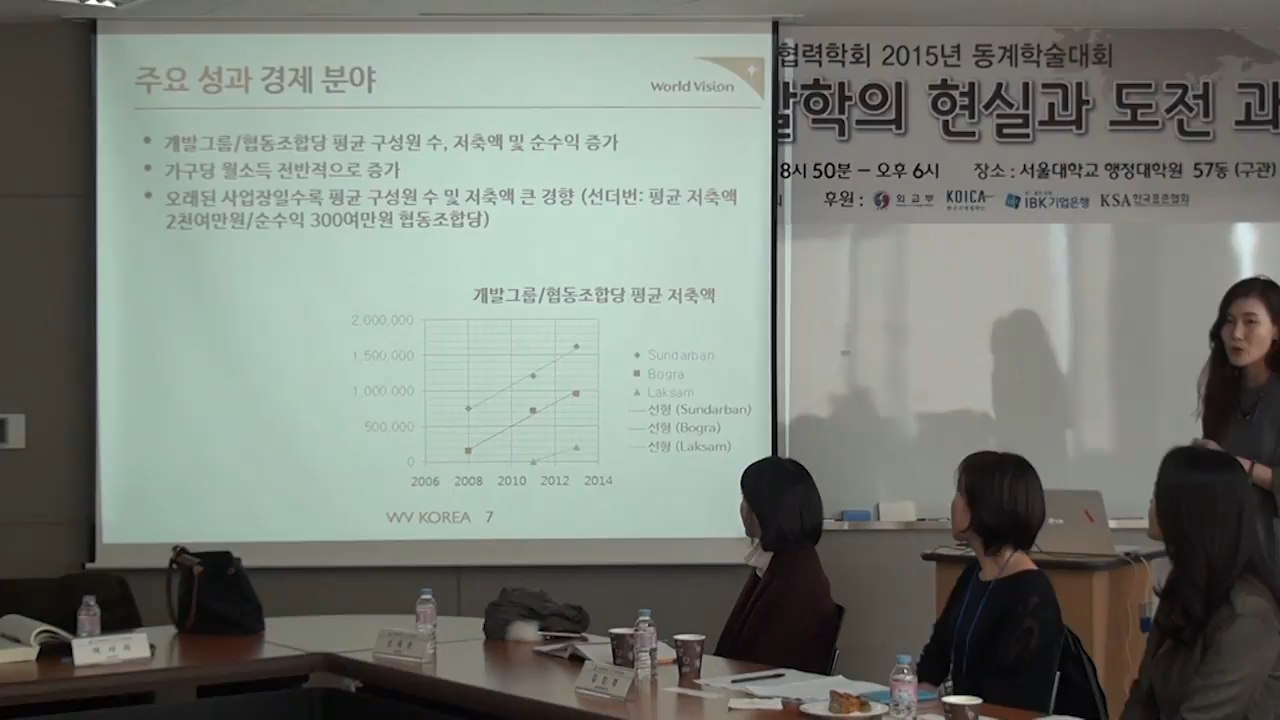 주요 성과 경제 분야
World Vision
• 개발그룹/협동조합당 평균 구성원 수, 저축액 및 순수익 증가
• 가구당 월소득 전반적으로 증가
• 오래된 사업장일수록 평균 구성원 수 및 저축액 큰 경향 (선더번: 평균 저축액
2천여만원/순수익 300여만원 협동조합당)
개발그룹/협동조합당 평균 저축액
2,000,000
1,500,000
1,000,000
500,000
0
2006 2008 2010 2012 2014
Sundarban
Bogra
Laksam
선형 (Sundarban)
선형 (Bogra)
선형 (Laksam)
WV KOREA 7
협력학회 2015년 동계학술대회
학의 현실과 도전 과
8시 50분 – 오후 6시 장소 : 서울대학교 행정대학원 57동 (구관)
후원 : 외교부 KOICA IBK기업은행 KSA한국표준협회
LG